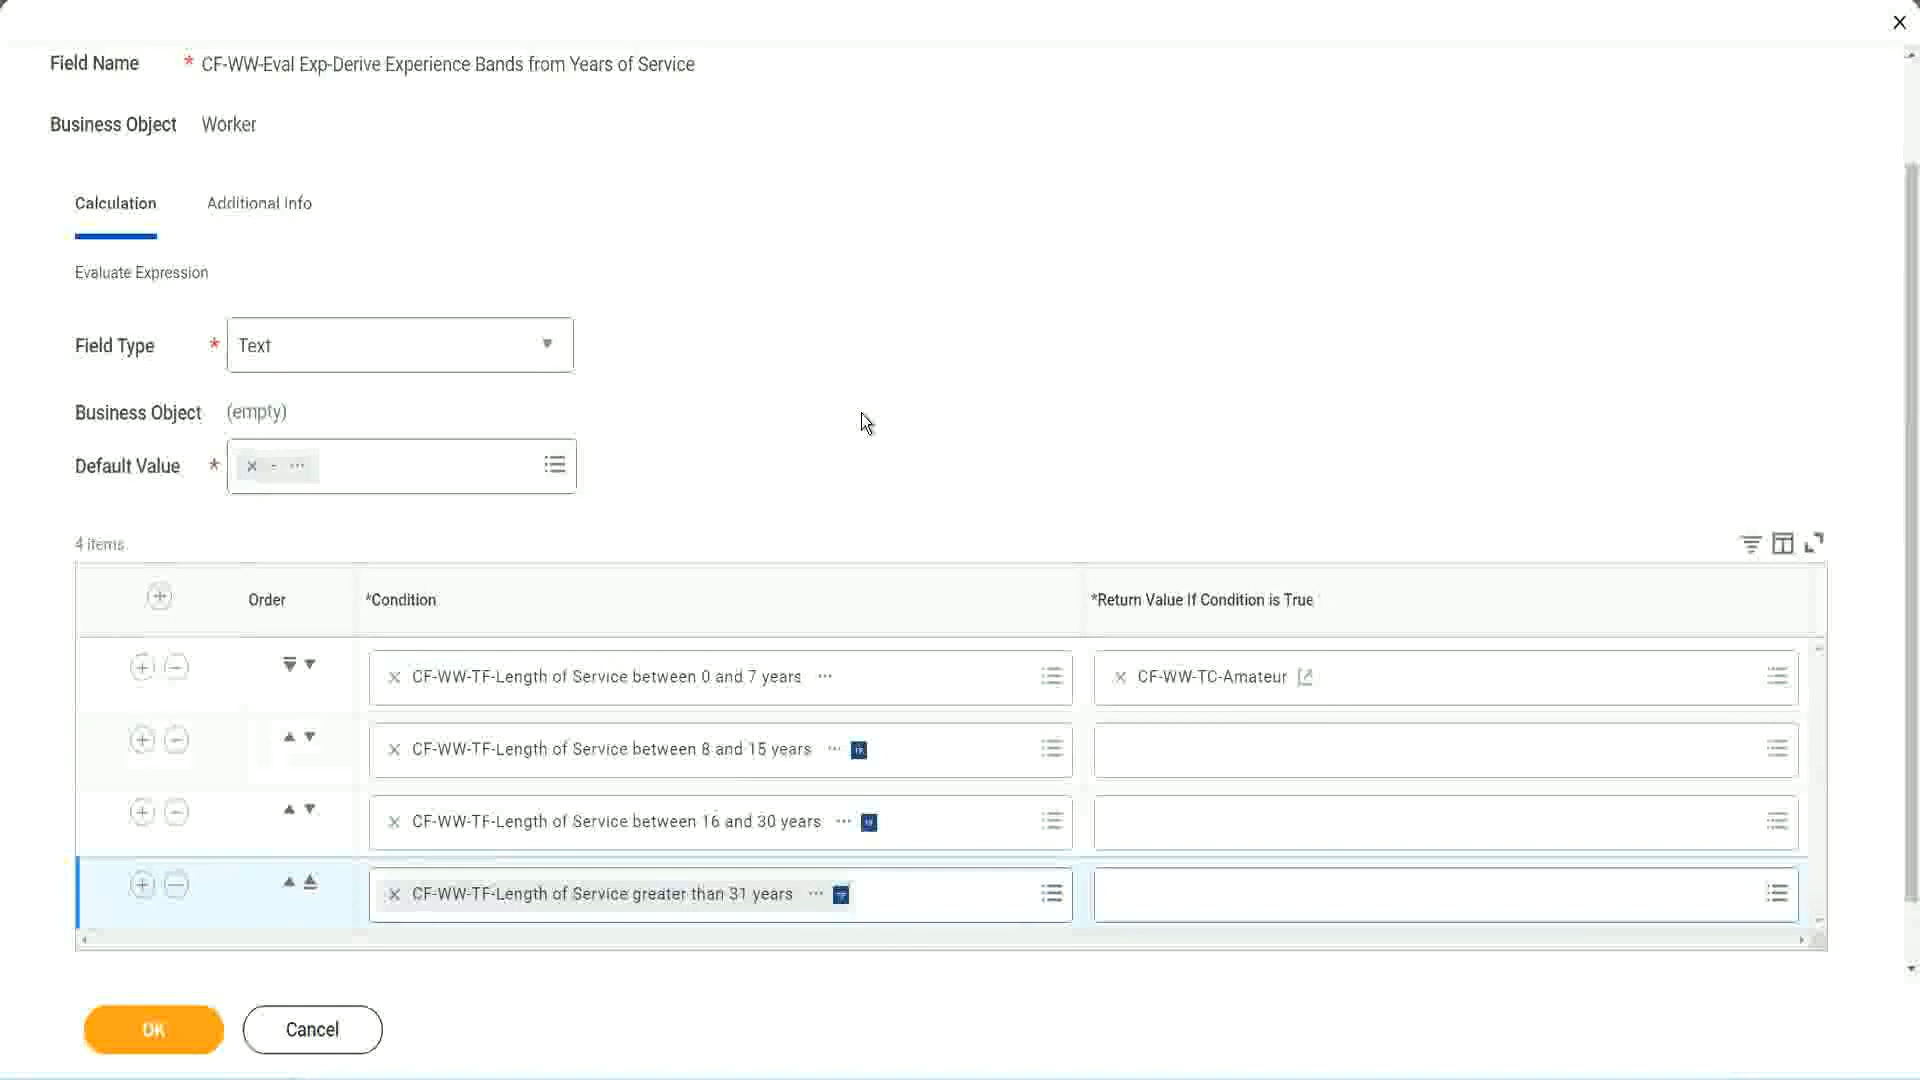 Field Name * CF-WW-Eval Exp-Derive Experience Bands from Years of Service
Business Object Worker
Calculation Additional Info
Evaluate Expression
Field Type * Text
Business Object (empty)
Default Value * × - ...
4 items
Order *Condition *Return Value If Condition is True
CF-WW-TF-Length of Service between 0 and 7 years ... CF-WW-TC-Amateur
CF-WW-TF-Length of Service between 8 and 15 years ...
CF-WW-TF-Length of Service between 16 and 30 years ...
CF-WW-TF-Length of Service greater than 31 years ...
OK Cancel